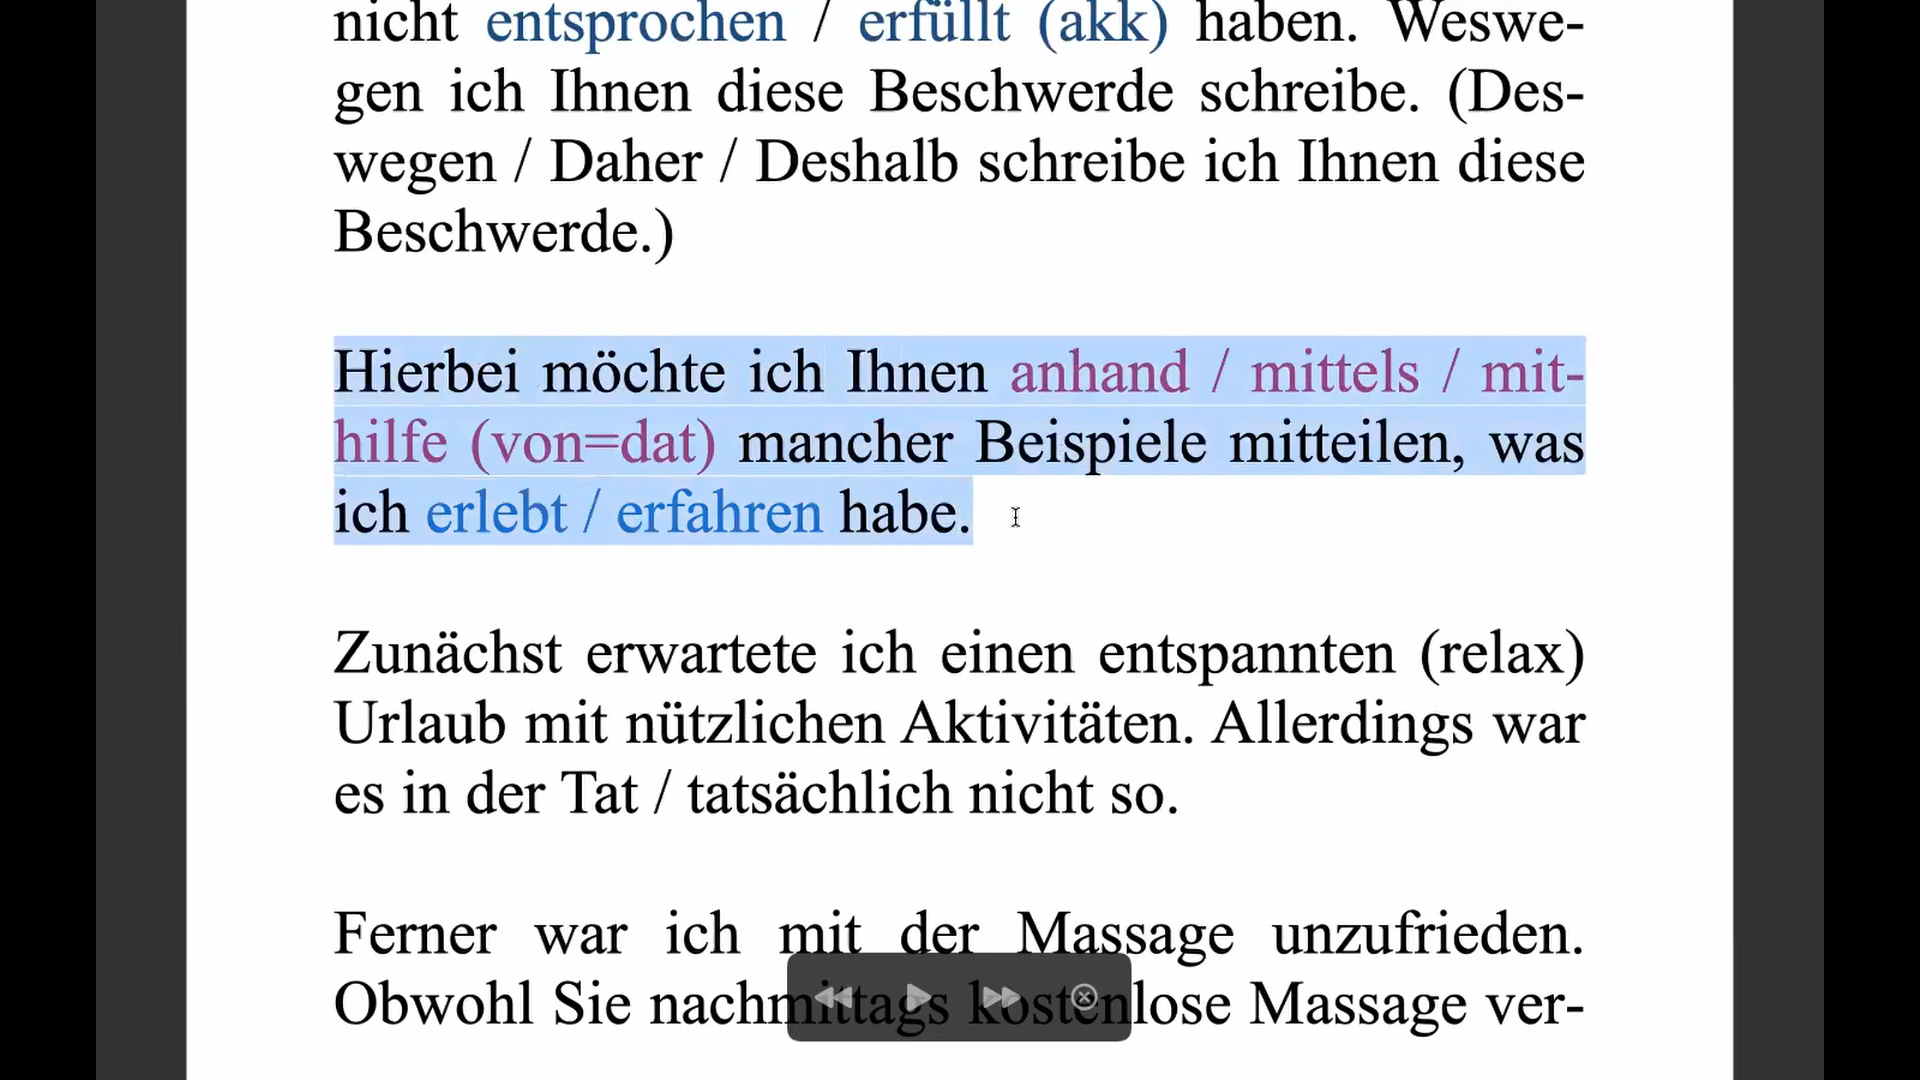 nicht entsprochen / erfüllt (akk) haben. Weswe-
gen ich Ihnen diese Beschwerde schreibe. (Des-
wegen / Daher / Deshalb schreibe ich Ihnen diese
Beschwerde.)
Hierbei möchte ich Ihnen anhand / mittels / mit-
hilfe (von=dat) mancher Beispiele mitteilen, was
ich erlebt / erfahren habe.
Zunächst erwartete ich einen entspannten (relax)
Urlaub mit nützlichen Aktivitäten. Allerdings war
es in der Tat / tatsächlich nicht so.
Ferner war ich mit der Massage unzufrieden.
Obwohl Sie nachmittags kostenlose Massage ver-